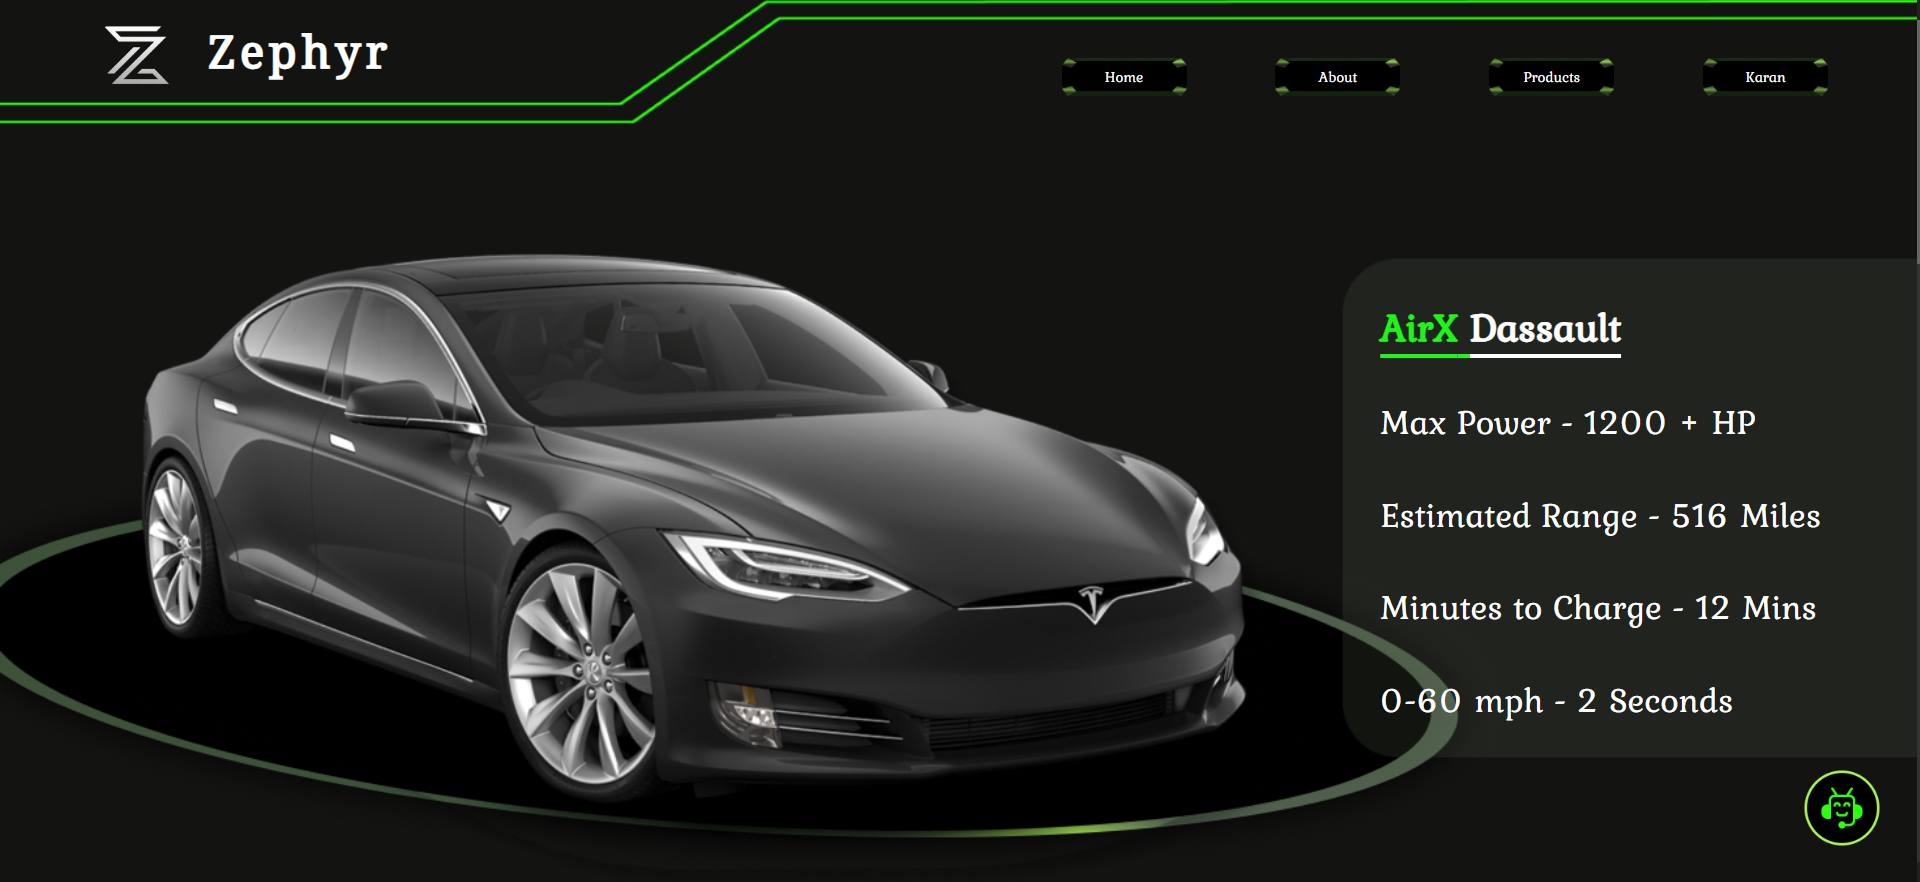 Zephyr
Home
About
Products
Karan
AirX Dassault
Max Power - 1200 + HP
Estimated Range - 516 Miles
Minutes to Charge - 12 Mins
0-60 mph - 2 Seconds